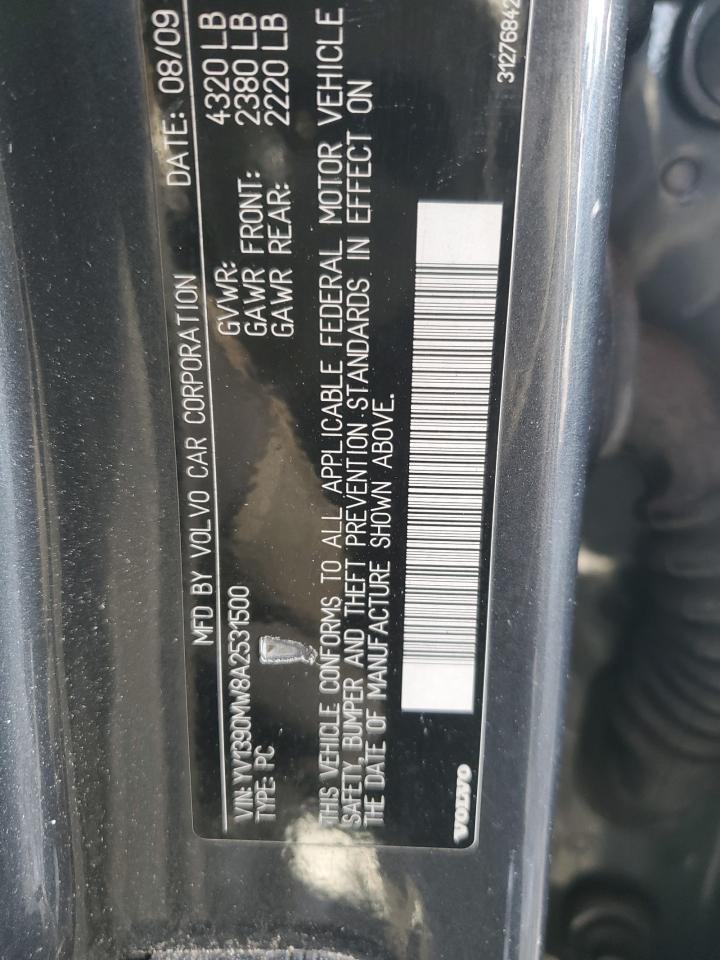 MFD BY VOLVO CAR CORPORATION DATE: 08/09
VIN: YV1390MW8A2531500 GVWR: 4320 LB
TYPE: PC GAWR FRONT: 2380 LB
GAWR REAR: 2220 LB
THIS VEHICLE CONFORMS TO ALL APPLICABLE FEDERAL MOTOR VEHICLE
SAFETY, BUMPER AND THEFT PREVENTION STANDARDS IN EFFECT ON
THE DATE OF MANUFACTURE SHOWN ABOVE.
VOLVO 31276842